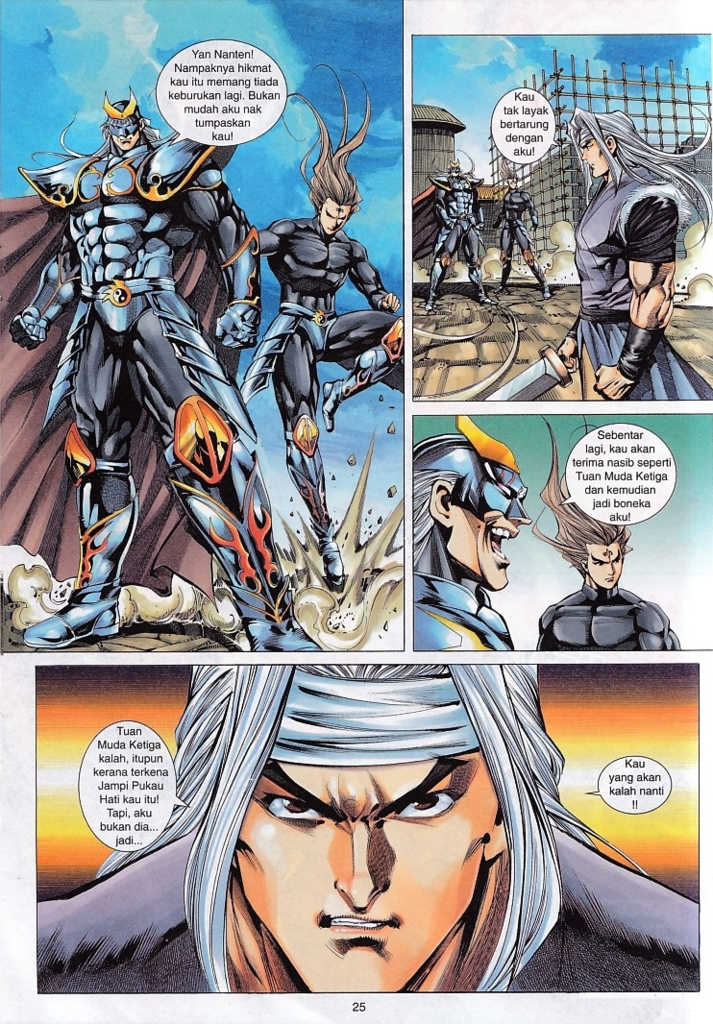 Yan Nanten!
Nampaknya hikmat
kau itu memang tiada
keburukan lagi. Bukan
mudah aku nak
tumpaskan
kau!
Kau
tak layak
bertarung
dengan
aku!
Sebentar
lagi, kau akan
terima nasib seperti
Tuan Muda Ketiga
dan kemudian
jadi boneka
aku!
Tuan
Muda Ketiga
kalah, itupun
kerana terkena
Jampi Pukau
Hati kau itu!
Tapi, aku
bukan dia...
jadi...
Kau
yang akan
kalah nanti
!!
25